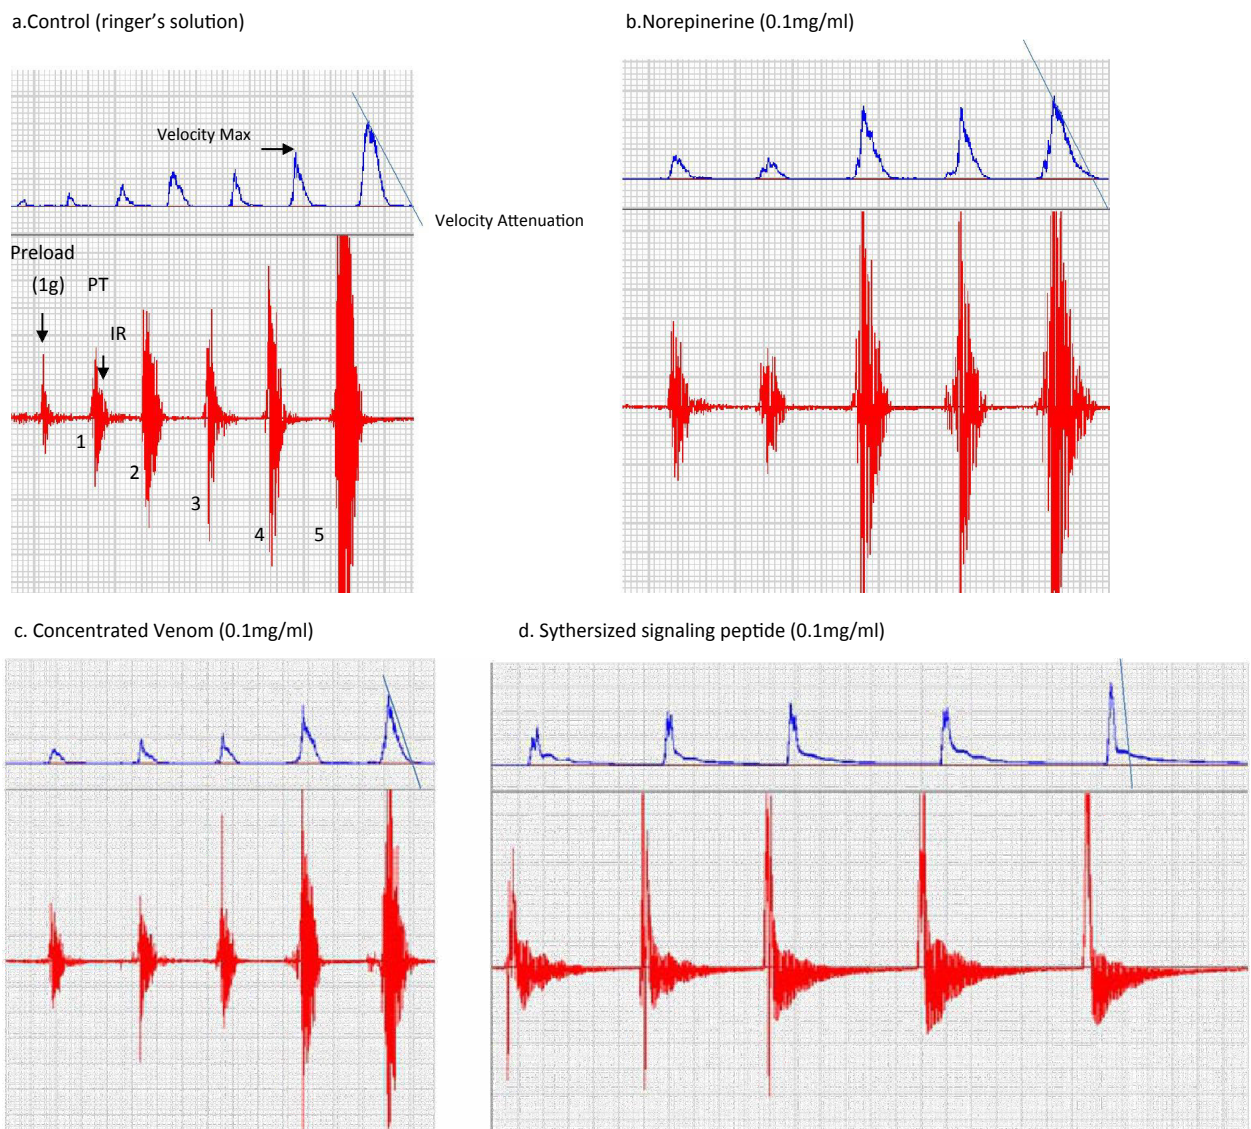 a.Control (ringer's solution)
b.Norepinerine (0.1mg/ml)
Velocity Max
Velocity Attenuation
Preload
(1g)
PT
IR
1
2
3
4
5
c. Concentrated Venom (0.1mg/ml)
d. Sythersized signaling peptide (0.1mg/ml)